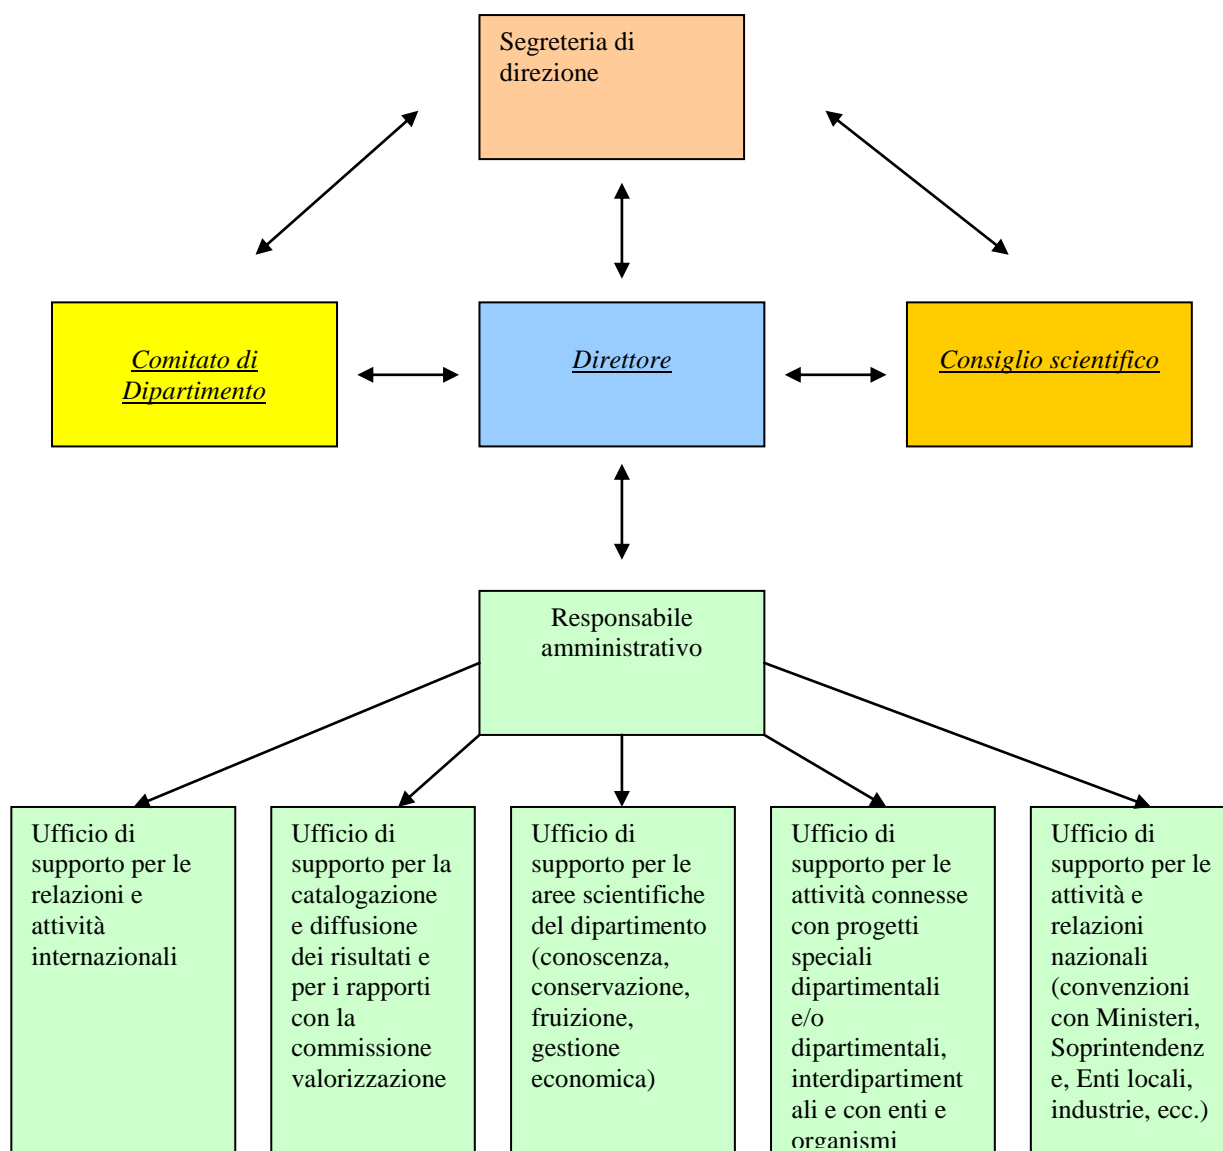 Segreteria di
direzione
Comitato di
Dipartimento
Direttore
Consiglio scientifico
Responsabile
amministrativo
Ufficio di
supporto per le
relazioni e
attività
internazionali
Ufficio di
supporto per la
catalogazione
e diffusione
dei risultati e
per i rapporti
con la
commissione
valorizzazione
Ufficio di
supporto per le
aree scientifiche
del dipartimento
(conoscenza,
conservazione,
fruizione,
gestione
economica)
Ufficio di
supporto per le
attività connesse
con progetti
speciali
dipartimentali
e/o
dipartimentali,
interdipartiment
ali e con enti e
organismi
Ufficio di
supporto per le
attività e
relazioni
nazionali
(convenzioni
con Ministeri,
Soprintendenz
e, Enti locali,
industrie, ecc.)